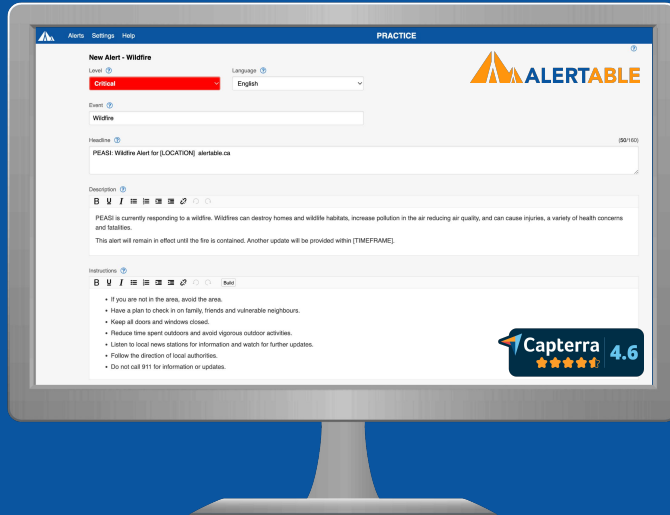 Alerts Settings Help PRACTICE
New Alert - Wildfire
Level ? Language ?
Critical English
ALERTABLE
Event ?
Wildfire
Headline ? (50/160)
PEASI: Wildfire Alert for [LOCATION] alertable.ca
Description ?
B U I
PEASI is currently responding to a wildfire. Wildfires can destroy homes and wildlife habitats, increase pollution in the air reducing air quality, and can cause injuries, a variety of health concerns
and fatalities.
This alert will remain in effect until the fire is contained. Another update will be provided within [TIMEFRAME].
Instructions ?
B U I Build
• If you are not in the area, avoid the area.
• Have a plan to check in on family, friends and vulnerable neighbours.
• Keep all doors and windows closed.
• Reduce time spent outdoors and avoid vigorous outdoor activities.
• Listen to local news stations for information and watch for further updates.
• Follow the direction of local authorities.
• Do not call 911 for information or updates.
Capterra 4.6